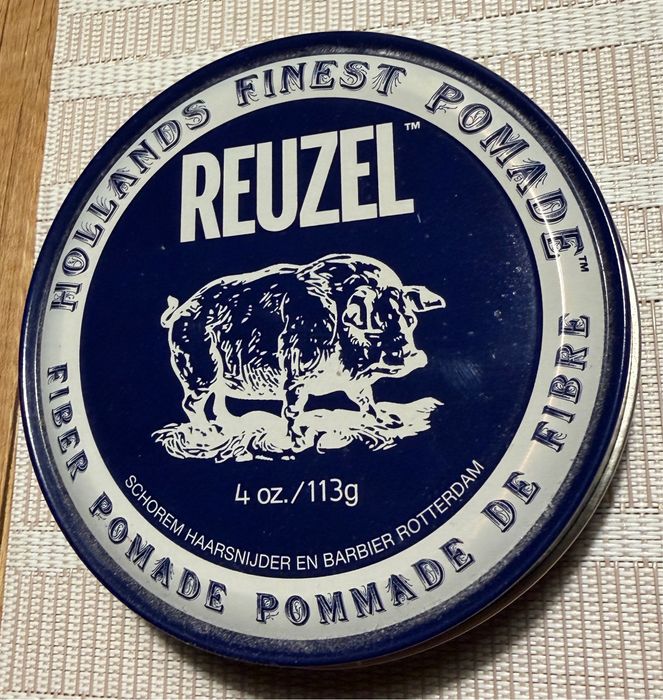 HOLLANDS FINEST POMADE™
REUZEL™
4 oz./113g
SCHOREM HAARSNIJDER EN BARBIER ROTTERDAM
FIBER POMADE POMMADE DE FIBRE